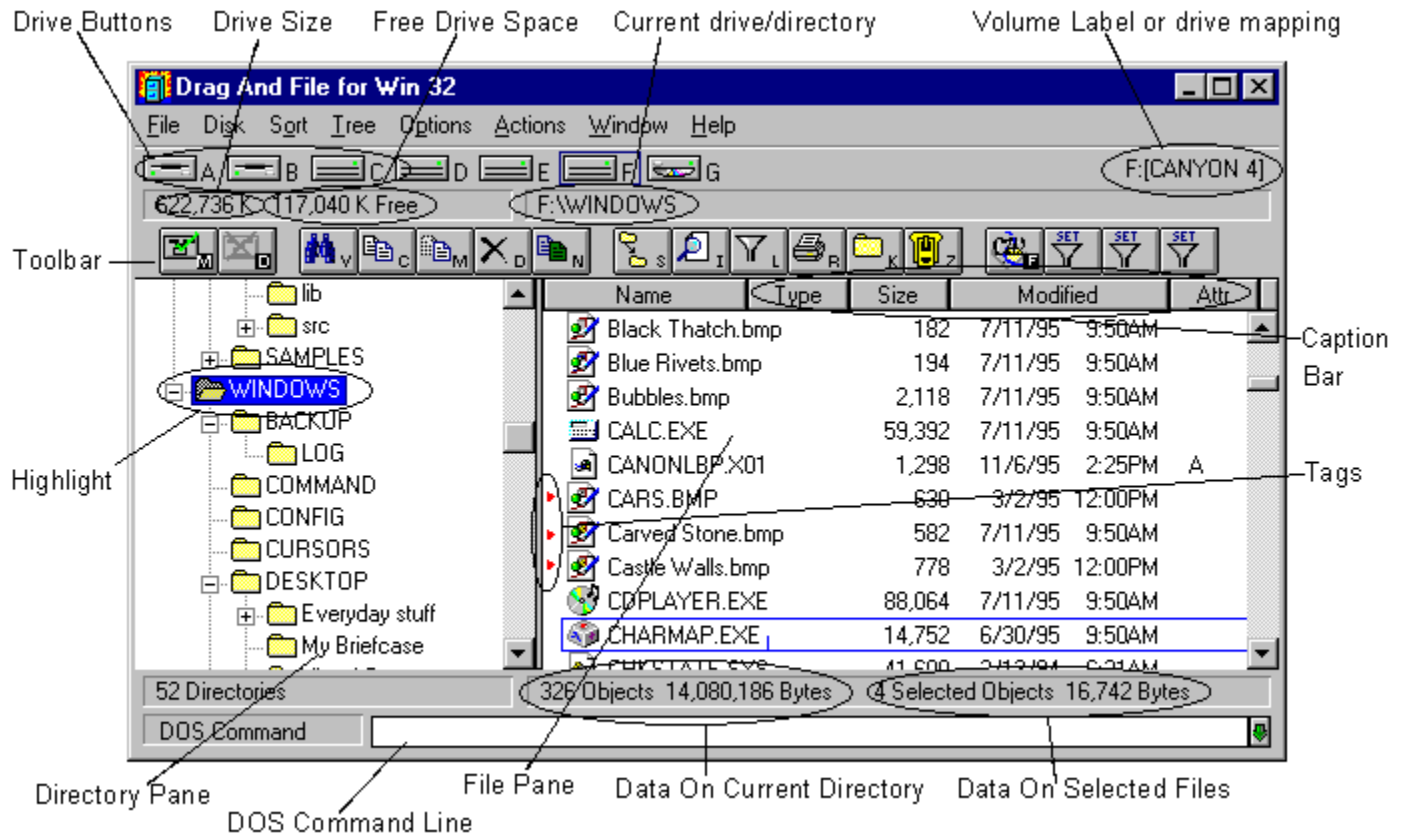 Drive Buttons Drive Size Free Drive Space Current drive/directory Volume Label or drive mapping
Drag And File for Win 32
File Disk Sort Tree Options Actions Window Help
A B C D E F G F:[CANYON 4]
622,736 K 117,040 K Free F:\WINDOWS
Toolbar
M D V C M D N S I L R K Z F SET SET SET
Name Type Size Modified Attr
lib
src
SAMPLES
WINDOWS
BACKUP
LOG
COMMAND
CONFIG
CURSORS
DESKTOP
Everyday stuff
My Briefcase
Black Thatch.bmp 182 7/11/95 9:50AM
Blue Rivets.bmp 194 7/11/95 9:50AM
Bubbles.bmp 2,118 7/11/95 9:50AM
CALC.EXE 59,392 7/11/95 9:50AM
CANONLBP.X01 1,298 11/6/95 2:25PM A
CARS.BMP 630 3/2/95 12:00PM
Carved Stone.bmp 582 7/11/95 9:50AM
Castle Walls.bmp 778 3/2/95 12:00PM
CDPLAYER.EXE 88,064 7/11/95 9:50AM
CHARMAP.EXE 14,752 6/30/95 9:50AM
Caption
Bar
Tags
Highlight
52 Directories 326 Objects 14,080,186 Bytes 4 Selected Objects 16,742 Bytes
DOS Command
Directory Pane
DOS Command Line
File Pane
Data On Current Directory
Data On Selected Files